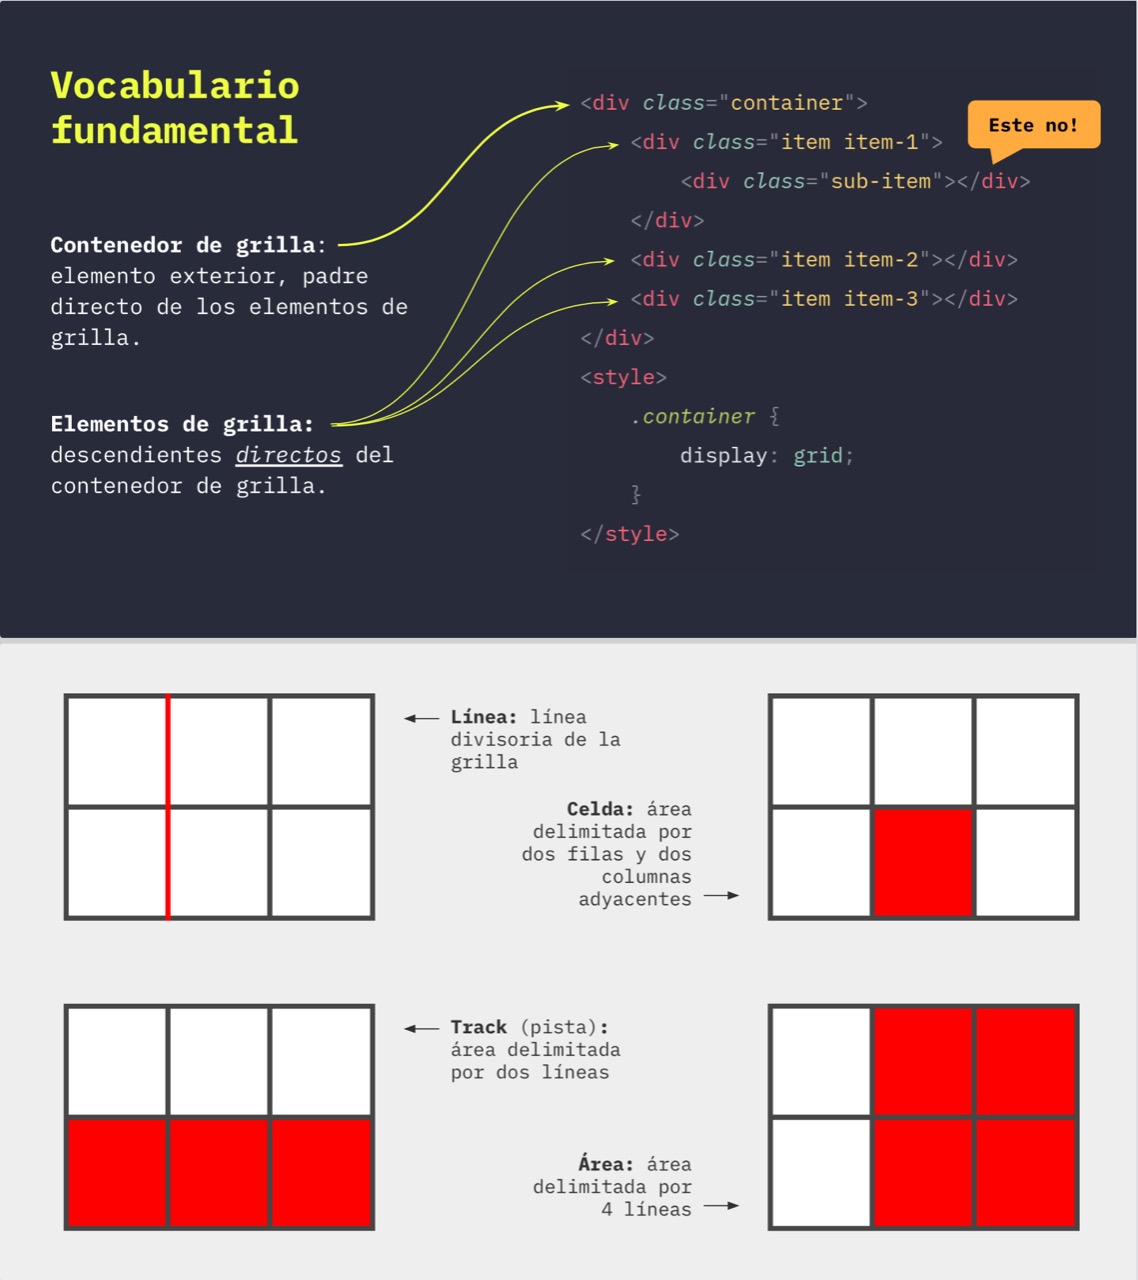 Vocabulario
fundamental
Contenedor de grilla:
elemento exterior, padre
directo de los elementos de
grilla.
Elementos de grilla:
descendientes directos del
contenedor de grilla.
<div class="container">
<div class="item item-1">
Este no!
<div class="sub-item"></div>
</div>
<div class="item item-2"></div>
<div class="item item-3"></div>
</div>
<style>
.container {
display: grid;
}
</style>
Línea: línea
divisoria de la
grilla
Celda: área
delimitada por
dos filas y dos
columnas
adyacentes
Track (pista):
área delimitada
por dos líneas
Área: área
delimitada por
4 líneas